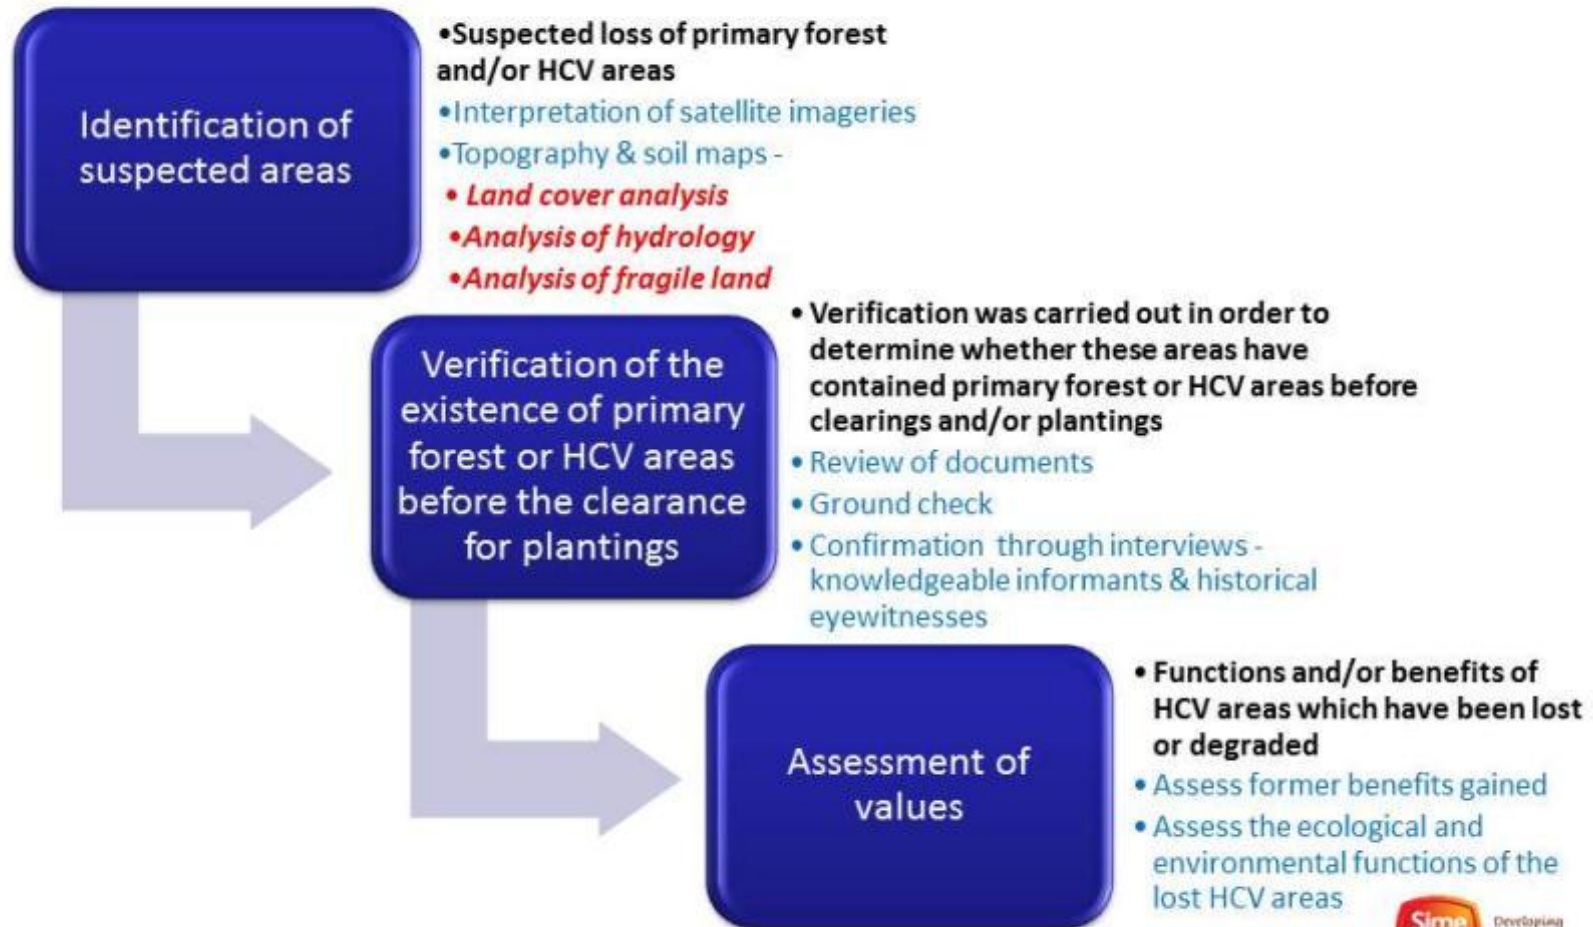 Identification of
suspected areas
•Suspected loss of primary forest
and/or HCV areas
•Interpretation of satellite imageries
•Topography & soil maps -
• Land cover analysis
•Analysis of hydrology
•Analysis of fragile land
Verification of the
existence of primary
forest or HCV areas
before the clearance
for plantings
• Verification was carried out in order to
determine whether these areas have
contained primary forest or HCV areas before
clearings and/or plantings
• Review of documents
• Ground check
• Confirmation through interviews -
knowledgeable informants & historical
eyewitnesses
Assessment of
values
• Functions and/or benefits of
HCV areas which have been lost
or degraded
• Assess former benefits gained
• Assess the ecological and
environmental functions of the
lost HCV areas
Sime
Developing